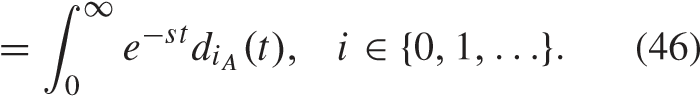 = ∫₀^∞ e^{−st} d_{i_A}(t),   i ∈ {0, 1, . . .}.   (46)